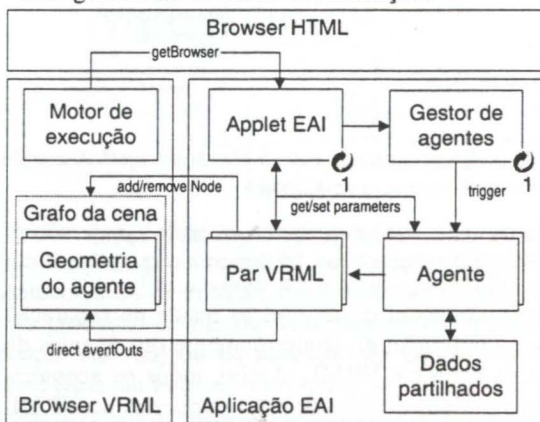 Browser HTML
getBrowser
Motor de
execução
Applet EAI
1
Gestor de
agentes
1
add/remove Node
trigger
get/set parameters
Grafo da cena
Geometria
do agente
Par VRML
Agente
direct eventOuts
Dados
partilhados
Browser VRML
Aplicação EAI